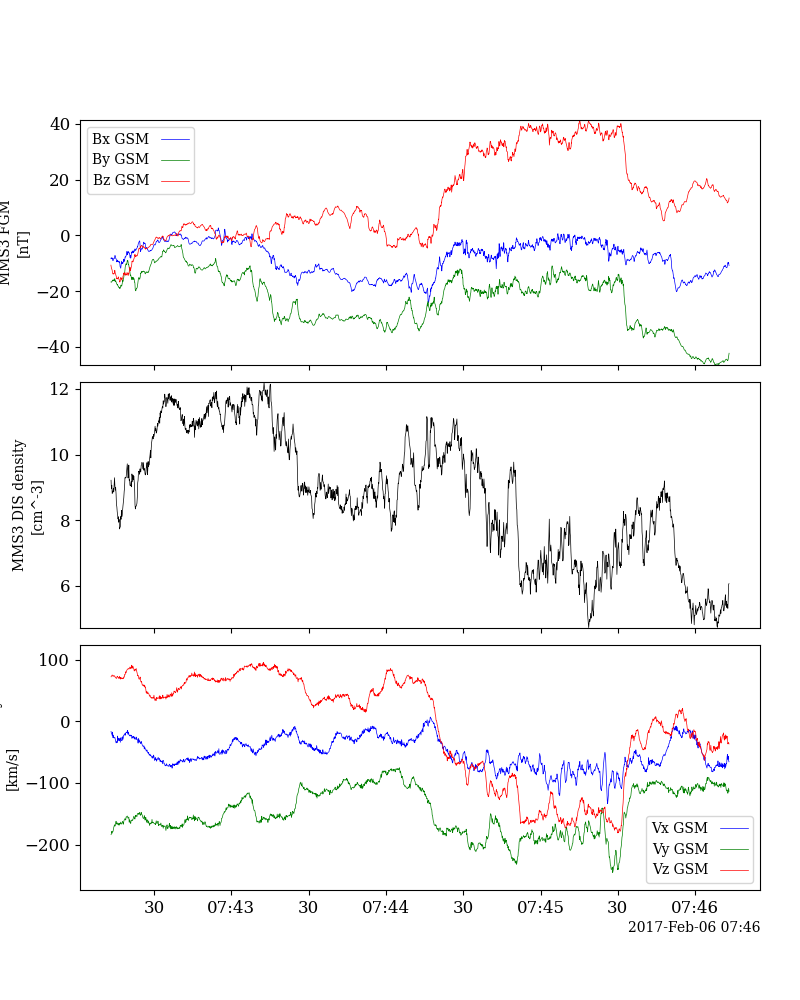 40
20
0
−20
−40
MMS3 FGM
[nT]
Bx GSM
By GSM
Bz GSM
12
10
8
6
MMS3 DIS density
[cm^-3]
100
0
−100
−200
[km/s]
Vx GSM
Vy GSM
Vz GSM
30 07:43 30 07:44 30 07:45 30 07:46
2017-Feb-06 07:46